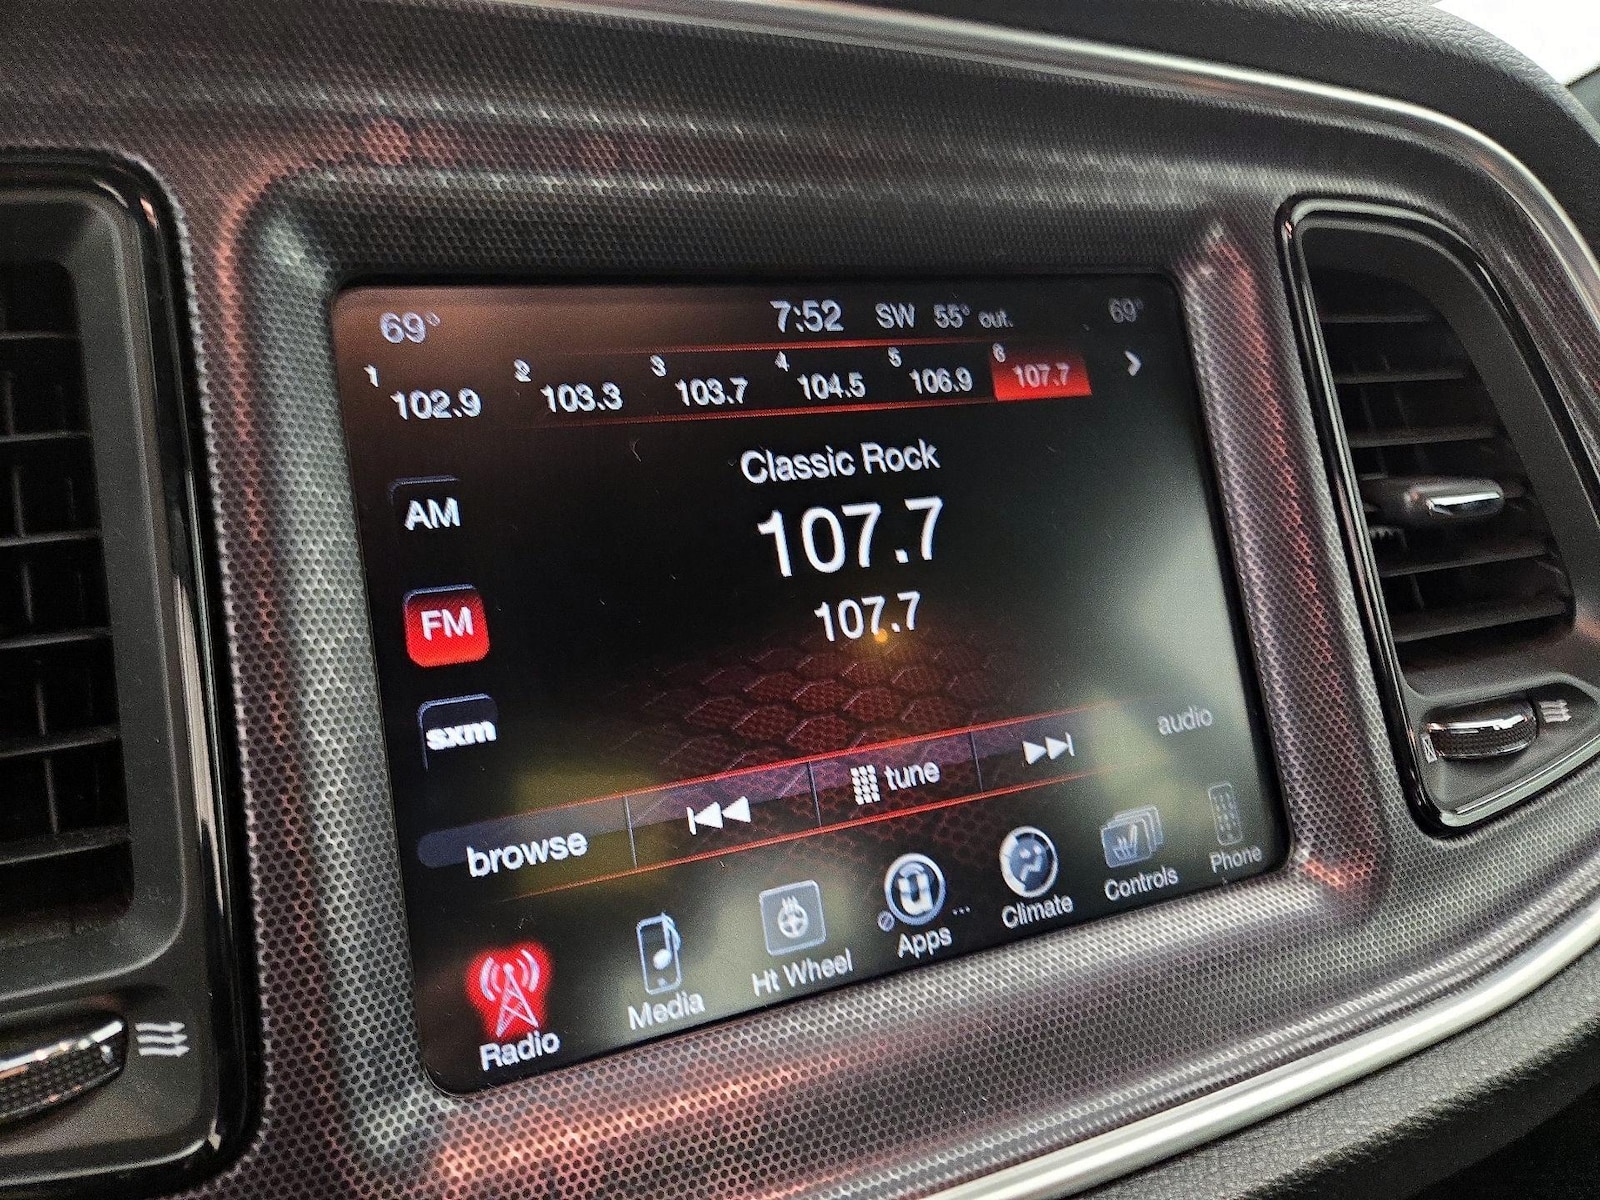 69° 7:52 SW 55° out. 69°
1 102.9 2 103.3 3 103.7 4 104.5 5 106.9 6 107.7
Classic Rock
AM
107.7
FM
107.7
sxm
audio
browse tune
Radio Media Ht Wheel Apps ... Climate Controls Phone